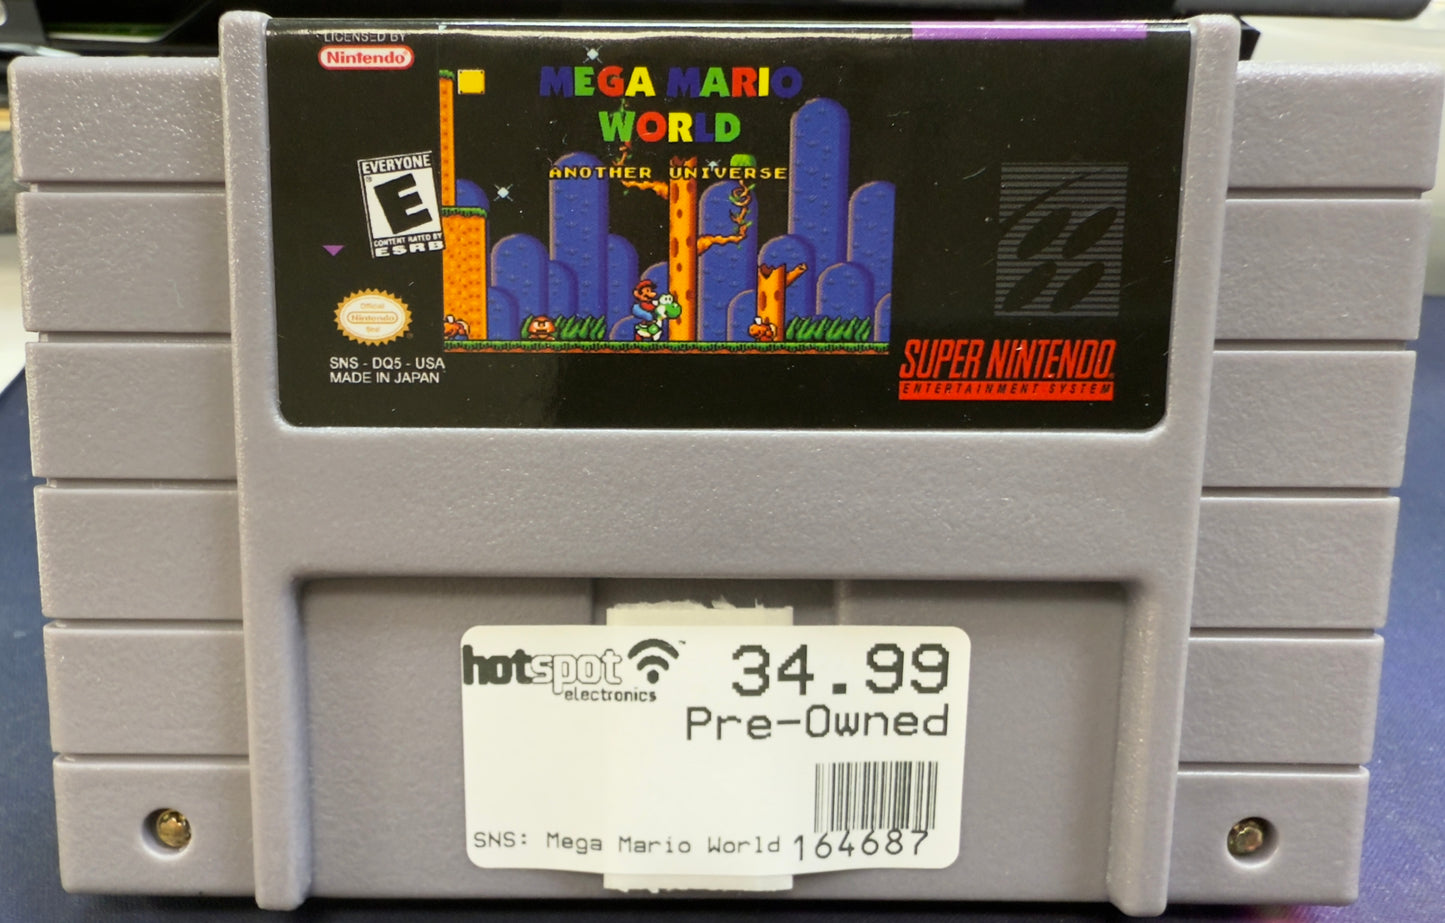 LICENSED BY
Nintendo®
MEGA MARIO
WORLD
ANOTHER UNIVERSE
EVERYONE
E
CONTENT RATED BY
ESRB
Official
Nintendo
Seal
SNS - DQ5 - USA
MADE IN JAPAN
SUPER NINTENDO
ENTERTAINMENT SYSTEM
hotspot™
electronics
34.99
Pre-Owned
SNS: Mega Mario World 164687